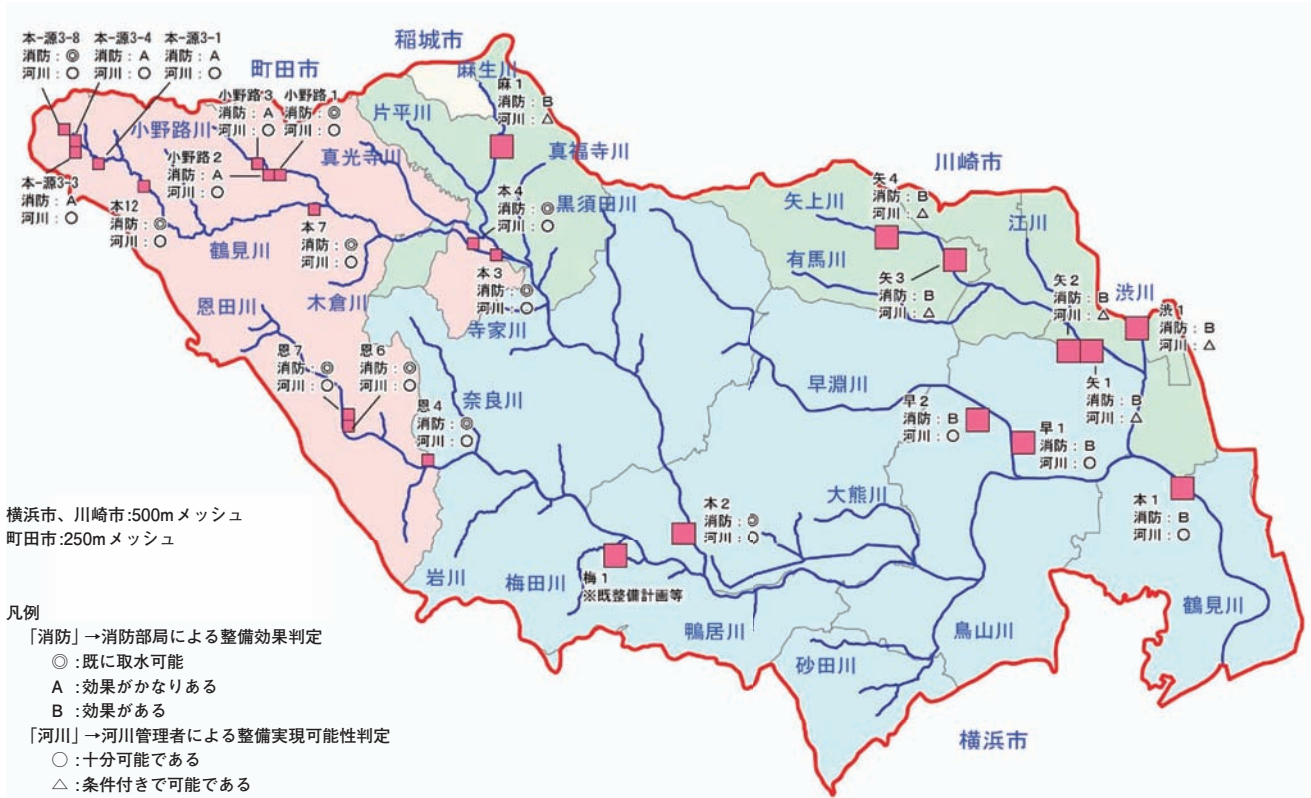 稲城市
本-源3-8
消防：◎
河川：○
本-源3-4
消防：A
河川：○
本-源3-1
消防：A
河川：○
町田市
麻生川
麻1
消防：B
河川：△
小野路3
消防：A
河川：○
小野路1
消防：◎
河川：○
片平川
小野路川
真光寺川
真福寺川
小野路2
消防：A
河川：○
川崎市
本-源3-3
消防：A
河川：○
本12
消防：◎
河川：○
本4
消防：◎
河川：○
黒須田川
矢4
消防：B
河川：△
矢上川
江川
鶴見川
本7
消防：◎
河川：○
有馬川
矢3
消防：B
河川：△
矢2
消防：B
河川：△
渋川
渋1
消防：B
河川：△
恩田川
木倉川
本3
消防：◎
河川：○
寺家川
恩7
消防：◎
河川：○
恩6
消防：◎
河川：○
早淵川
矢1
消防：B
河川：△
奈良川
恩4
消防：◎
河川：○
早2
消防：B
河川：○
早1
消防：B
河川：○
大熊川
本2
消防：◎
河川：○
本1
消防：B
河川：○
横浜市、川崎市:500mメッシュ
町田市:250mメッシュ
岩川
梅田川
梅1
※既整備計画等
鴨居川
鳥山川
鶴見川
砂田川
横浜市
凡例
「消防」→消防部局による整備効果判定
◎：既に取水可能
A：効果がかなりある
B：効果がある
「河川」→河川管理者による整備実現可能性判定
○：十分可能である
△：条件付きで可能である